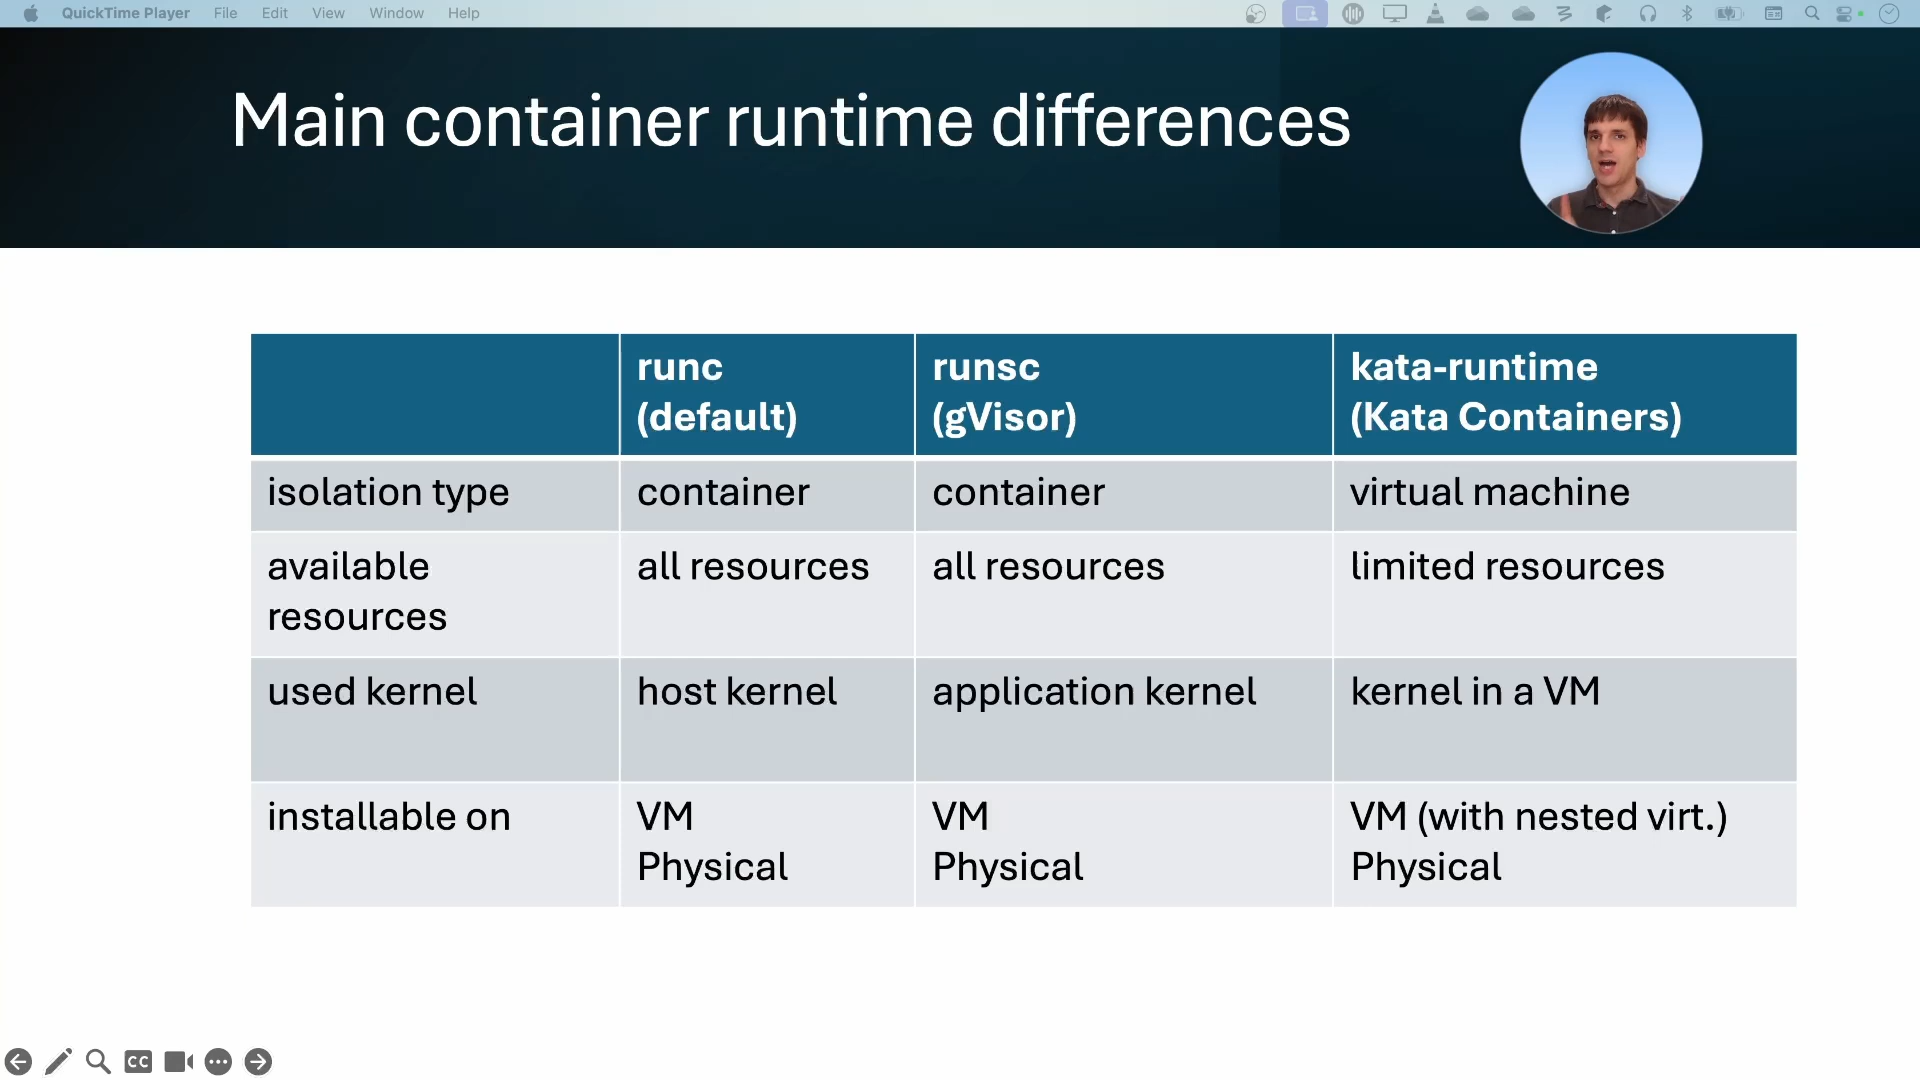 QuickTime Player File Edit View Window Help
Main container runtime differences
runc
(default)
runsc
(gVisor)
kata-runtime
(Kata Containers)
isolation type
container
container
virtual machine
available
resources
all resources
all resources
limited resources
used kernel
host kernel
application kernel
kernel in a VM
installable on
VM
Physical
VM
Physical
VM (with nested virt.)
Physical
CC